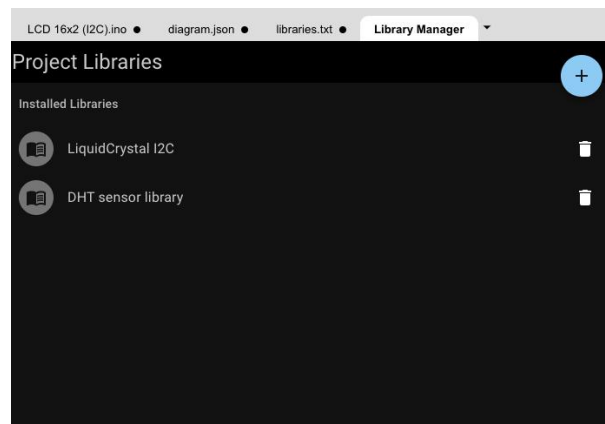 LCD 16x2 (I2C).ino ● diagram.json ● libraries.txt ● Library Manager
Project Libraries
+
Installed Libraries
LiquidCrystal I2C
DHT sensor library